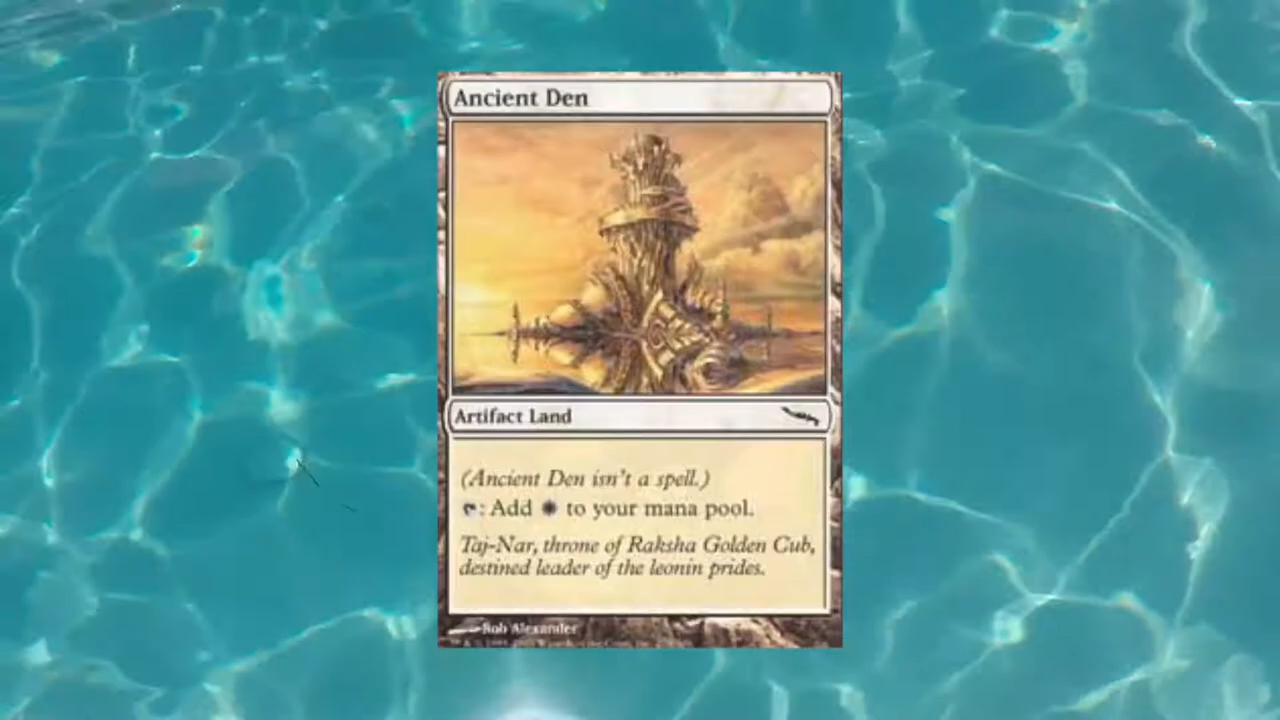 Ancient Den
Artifact Land
(Ancient Den isn't a spell.)
: Add to your mana pool.
Taj-Nar, throne of Raksha Golden Cub,
destined leader of the leonin prides.
Rob Alexander